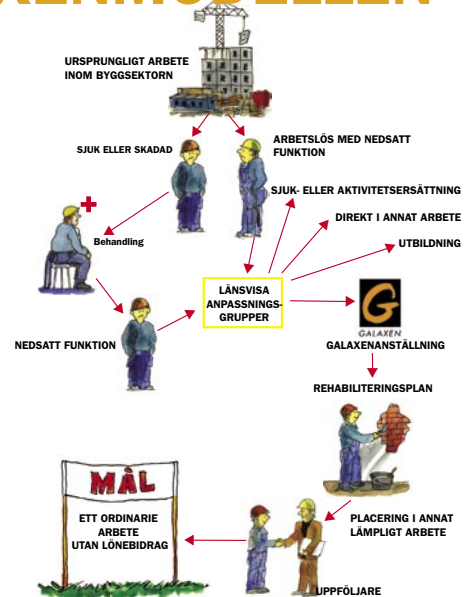 XENMODELLEN
URSPRUNGLIGT ARBETE
INOM BYGGSEKTORN
SJUK ELLER SKADAD
ARBETSLÖS MED NEDSATT
FUNKTION
SJUK- ELLER AKTIVITETSERSÄTTNING
DIREKT I ANNAT ARBETE
UTBILDNING
Behandling
LÄNSVISA
ANPASSNINGS-
GRUPPER
G
GALAXEN
NEDSATT FUNKTION
GALAXENANSTÄLLNING
REHABILITERINGSPLAN
MÅL
ETT ORDINARIE
ARBETE
UTAN LÖNEBIDRAG
PLACERING I ANNAT
LÄMPLIGT ARBETE
UPPFÖLJARE